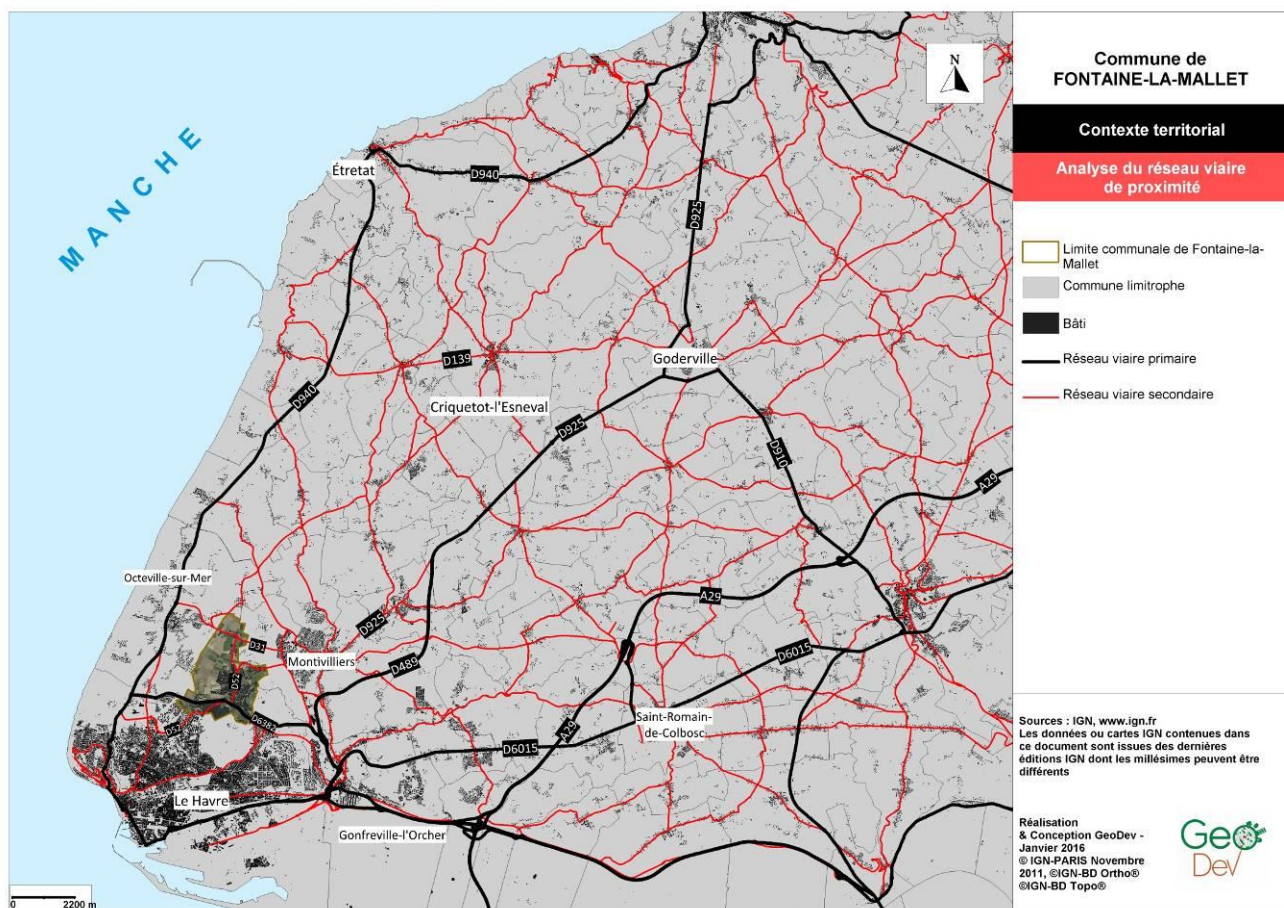 MANCHE
N
Étretat
D940
D925
D940
D139
Goderville
Criquetot-l'Esneval
D925
D910
A29
Octeville-sur-Mer
D31
Montivilliers
D925
D489
A29
D6015
D52
D52
D6382
Saint-Romain-
de-Colbosc
A29
D6015
Le Havre
Gonfreville-l'Orcher
0 2200 m
Commune de
FONTAINE-LA-MALLET
Contexte territorial
Analyse du réseau viaire
de proximité
Limite communale de Fontaine-la-
Mallet
Commune limitrophe
Bâti
Réseau viaire primaire
Réseau viaire secondaire
Sources : IGN, www.ign.fr
Les données ou cartes IGN contenues dans
ce document sont issues des dernières
éditions IGN dont les millésimes peuvent être
différents
Réalisation
& Conception GeoDev -
Janvier 2016
© IGN-PARIS Novembre
2011, ©IGN-BD Ortho®
©IGN-BD Topo®
Geo
Dev